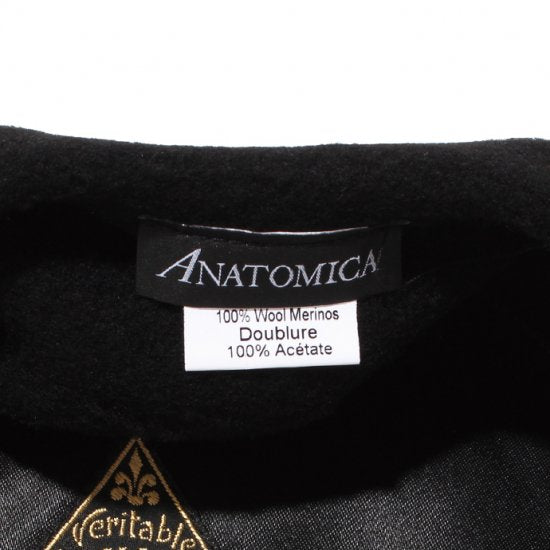 ANATOMICA
100% Wool Merinos
Doublure
100% Acétate
Veritable